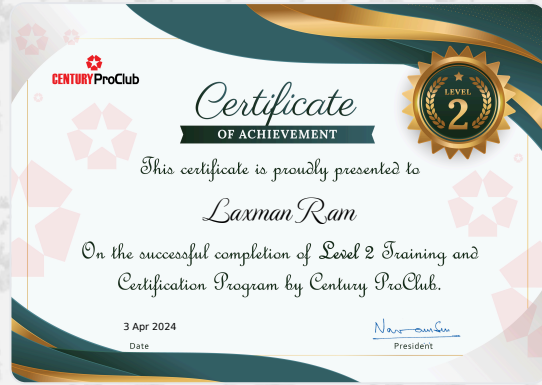 CENTURY ProClub
LEVEL
2
Certificate
OF ACHIEVEMENT
This certificate is proudly presented to
Laxman Ram
On the successful completion of Level 2 Training and
Certification Program by Century ProClub.
3 Apr 2024
Date
President